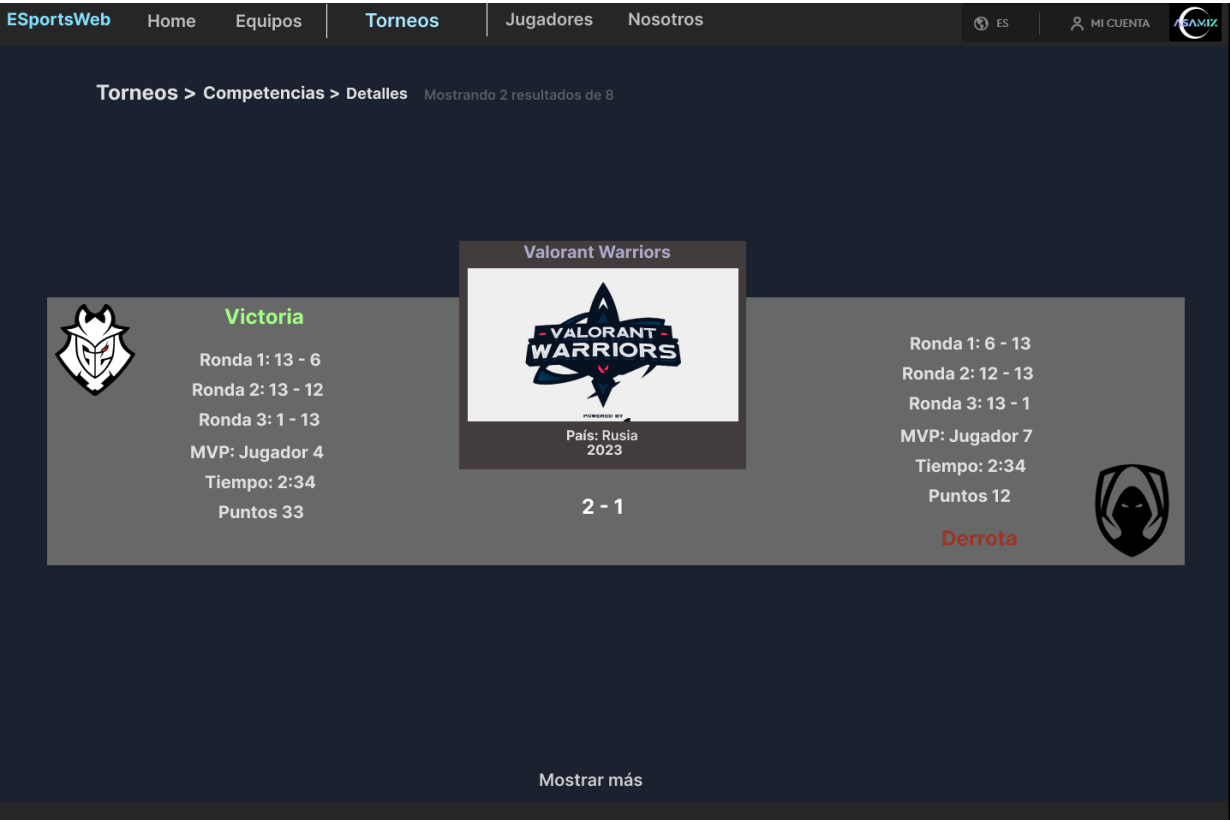 ESportsWeb Home Equipos Torneos Jugadores Nosotros ES MI CUENTA ASAMIX
Torneos > Competencias > Detalles Mostrando 2 resultados de 8
Valorant Warriors
VALORANT
WARRIORS
POWERED BY
País: Rusia
2023
2 - 1
Victoria
Ronda 1: 13 - 6
Ronda 2: 13 - 12
Ronda 3: 1 - 13
MVP: Jugador 4
Tiempo: 2:34
Puntos 33
Ronda 1: 6 - 13
Ronda 2: 12 - 13
Ronda 3: 13 - 1
MVP: Jugador 7
Tiempo: 2:34
Puntos 12
Derrota
Mostrar más